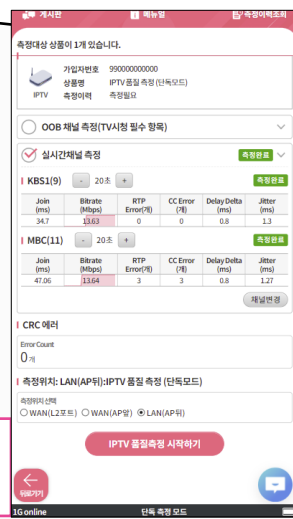 게시판 메뉴얼 측정이력조회
측정대상 상품이 1개 있습니다.
가입자번호 990000000000
상품명 IPTV 품질 측정 (단독모드)
IPTV 측정이력 측정필요
OOB 채널 측정(TV시청 필수 항목)
실시간채널 측정 측정완료
KBS1(9) - 20초 + 측정완료
Join (ms) Bitrate (Mbps) RTP Error(개) CC Error (개) Delay Delta (ms) Jitter (ms)
34.7 13.63 0 0 0.8 1.3
MBC(11) - 20초 + 측정완료
Join (ms) Bitrate (Mbps) RTP Error(개) CC Error (개) Delay Delta (ms) Jitter (ms)
47.06 13.64 3 3 0.8 1.27
채널변경
CRC 에러
Error Count
0 개
측정위치: LAN(AP뒤):IPTV 품질 측정 (단독모드)
측정위치 선택
WAN(L2포트) WAN(AP앞) LAN(AP뒤)
IPTV 품질측정 시작하기
뒤로가기
1G online 단독 측정 모드